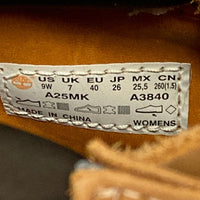 US UK EU JP MX CN
9W 7 40 26 25,5 260(1.5)
A25MK A3840
MADE IN CHINA WOMENS